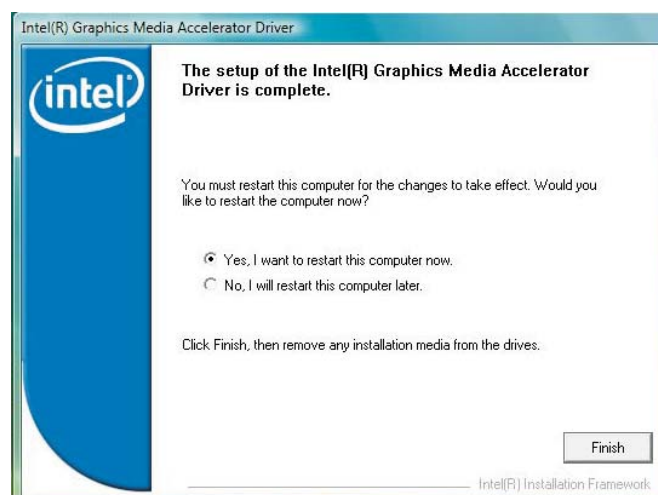 Intel(R) Graphics Media Accelerator Driver
intel
The setup of the Intel(R) Graphics Media Accelerator
Driver is complete.
You must restart this computer for the changes to take effect. Would you
like to restart the computer now?
Yes, I want to restart this computer now.
No, I will restart this computer later.
Click Finish, then remove any installation media from the drives.
Finish
Intel(R) Installation Framework